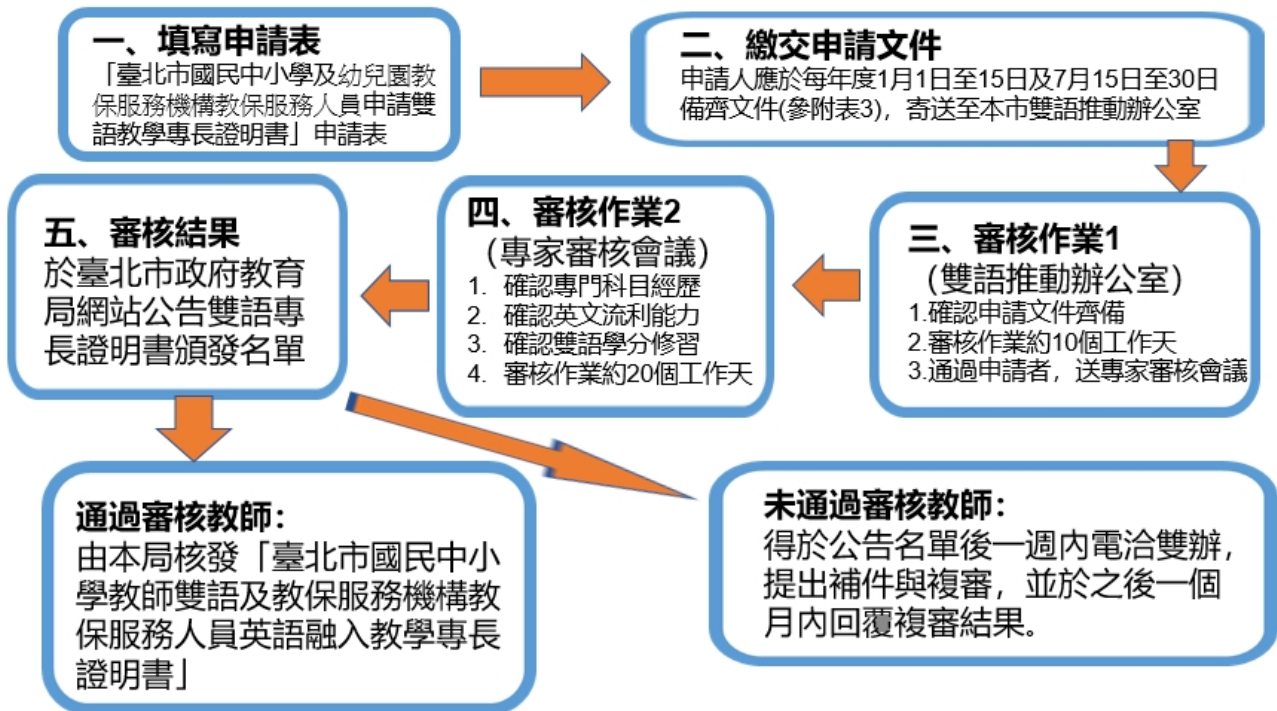 一、填寫申請表
「臺北市國民中小學及幼兒園教
保服務機構教保服務人員申請雙
語教學專長證明書」申請表
二、繳交申請文件
申請人應於每年度1月1日至15日及7月15日至30日
備齊文件(參附表3)，寄送至本市雙語推動辦公室
三、審核作業1
（雙語推動辦公室）
1.確認申請文件齊備
2.審核作業約10個工作天
3.通過申請者，送專家審核會議
四、審核作業2
（專家審核會議）
1. 確認專門科目經歷
2. 確認英文流利能力
3. 確認雙語學分修習
4. 審核作業約20個工作天
五、審核結果
於臺北市政府教育
局網站公告雙語專
長證明書頒發名單
通過審核教師：
由本局核發「臺北市國民中小
學教師雙語及教保服務機構教
保服務人員英語融入教學專長
證明書」
未通過審核教師：
得於公告名單後一週內電洽雙辦，
提出補件與複審，並於之後一個
月內回覆複審結果。